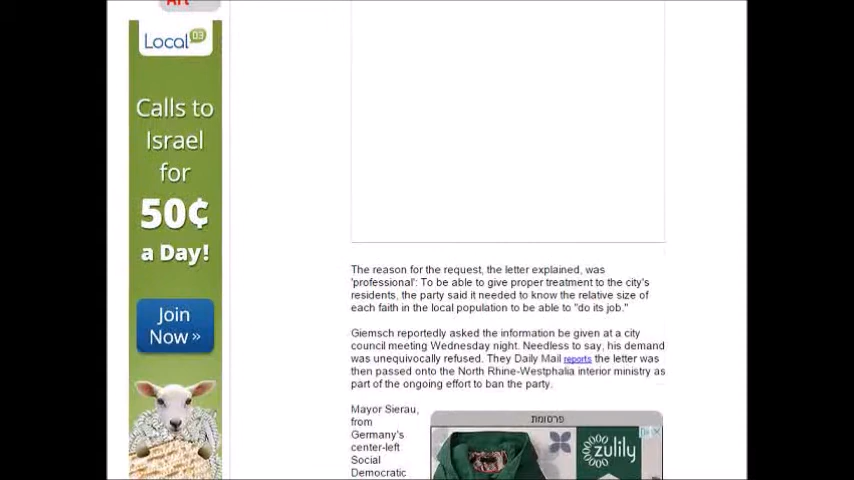 Art
Local 03
Calls to
Israel
for
50¢
a Day!
Join
Now »
The reason for the request, the letter explained, was
'professional': To be able to give proper treatment to the city's
residents, the party said it needed to know the relative size of
each faith in the local population to be able to "do its job."
Giemsch reportedly asked the information be given at a city
council meeting Wednesday night. Needless to say, his demand
was unequivocally refused. They Daily Mail reports the letter was
then passed onto the North Rhine-Westphalia interior ministry as
part of the ongoing effort to ban the party.
Mayor Sierau,
from
Germany's
center-left
Social
Democratic
פרסומת
zulily